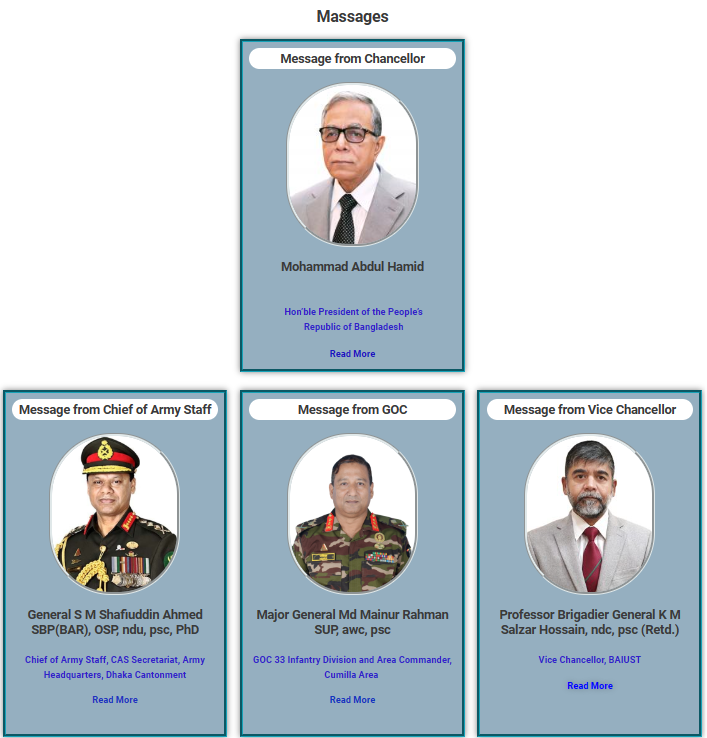 Massages
Message from Chancellor
Mohammad Abdul Hamid
Hon'ble President of the People's
Republic of Bangladesh
Read More
Message from Chief of Army Staff
General S M Shafiuddin Ahmed
SBP(BAR), OSP, ndu, psc, PhD
Chief of Army Staff, CAS Secretariat, Army
Headquarters, Dhaka Cantonment
Read More
Message from GOC
Major General Md Mainur Rahman
SUP, awc, psc
GOC 33 Infantry Division and Area Commander,
Cumilla Area
Read More
Message from Vice Chancellor
Professor Brigadier General K M
Salzar Hossain, ndc, psc (Retd.)
Vice Chancellor, BAIUST
Read More